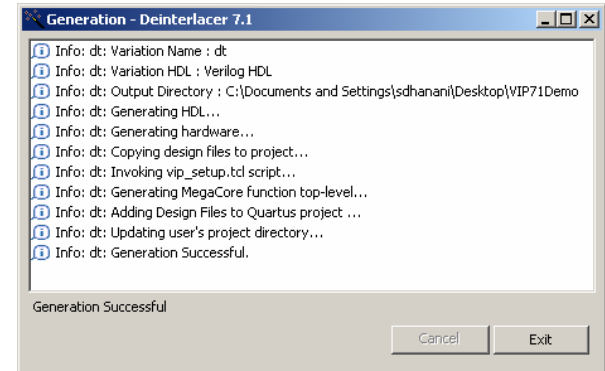 Generation - Deinterlacer 7.1
Info: dt: Variation Name : dt
Info: dt: Variation HDL : Verilog HDL
Info: dt: Output Directory : C:\Documents and Settings\sdhanani\Desktop\VIP71Demo
Info: dt: Generating HDL...
Info: dt: Generating hardware...
Info: dt: Copying design files to project...
Info: dt: Invoking vip_setup.tcl script...
Info: dt: Generating MegaCore function top-level...
Info: dt: Adding Design Files to Quartus project ...
Info: dt: Updating user's project directory...
Info: dt: Generation Successful.
Generation Successful
Cancel Exit